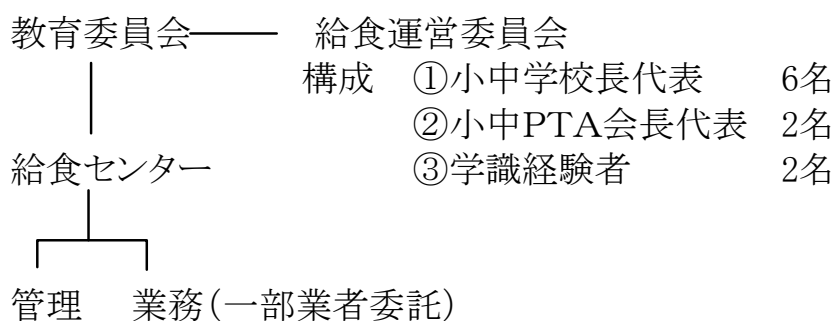 教育委員会 給食運営委員会
構成 ①小中学校長代表 6名
②小中PTA会長代表 2名
給食センター ③学識経験者 2名
管理 業務(一部業者委託)